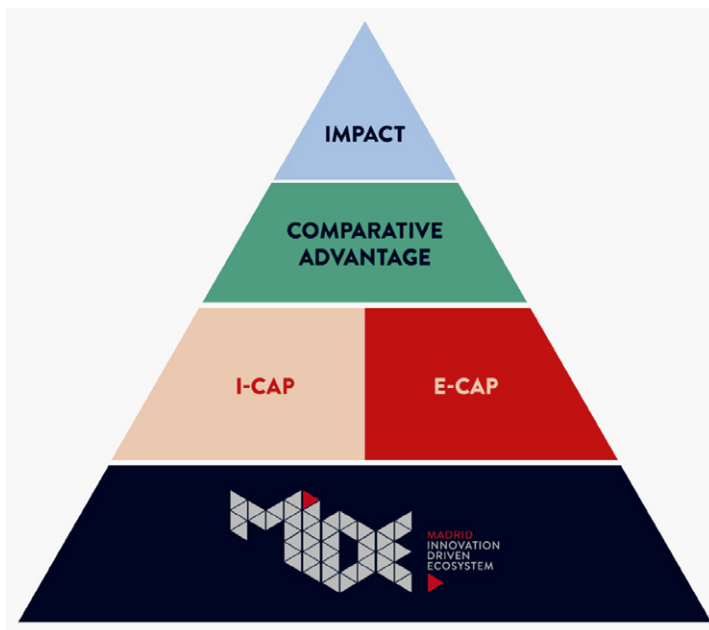 IMPACT
COMPARATIVE
ADVANTAGE
I-CAP E-CAP
MIDE
MADRID
INNOVATION
DRIVEN
ECOSYSTEM